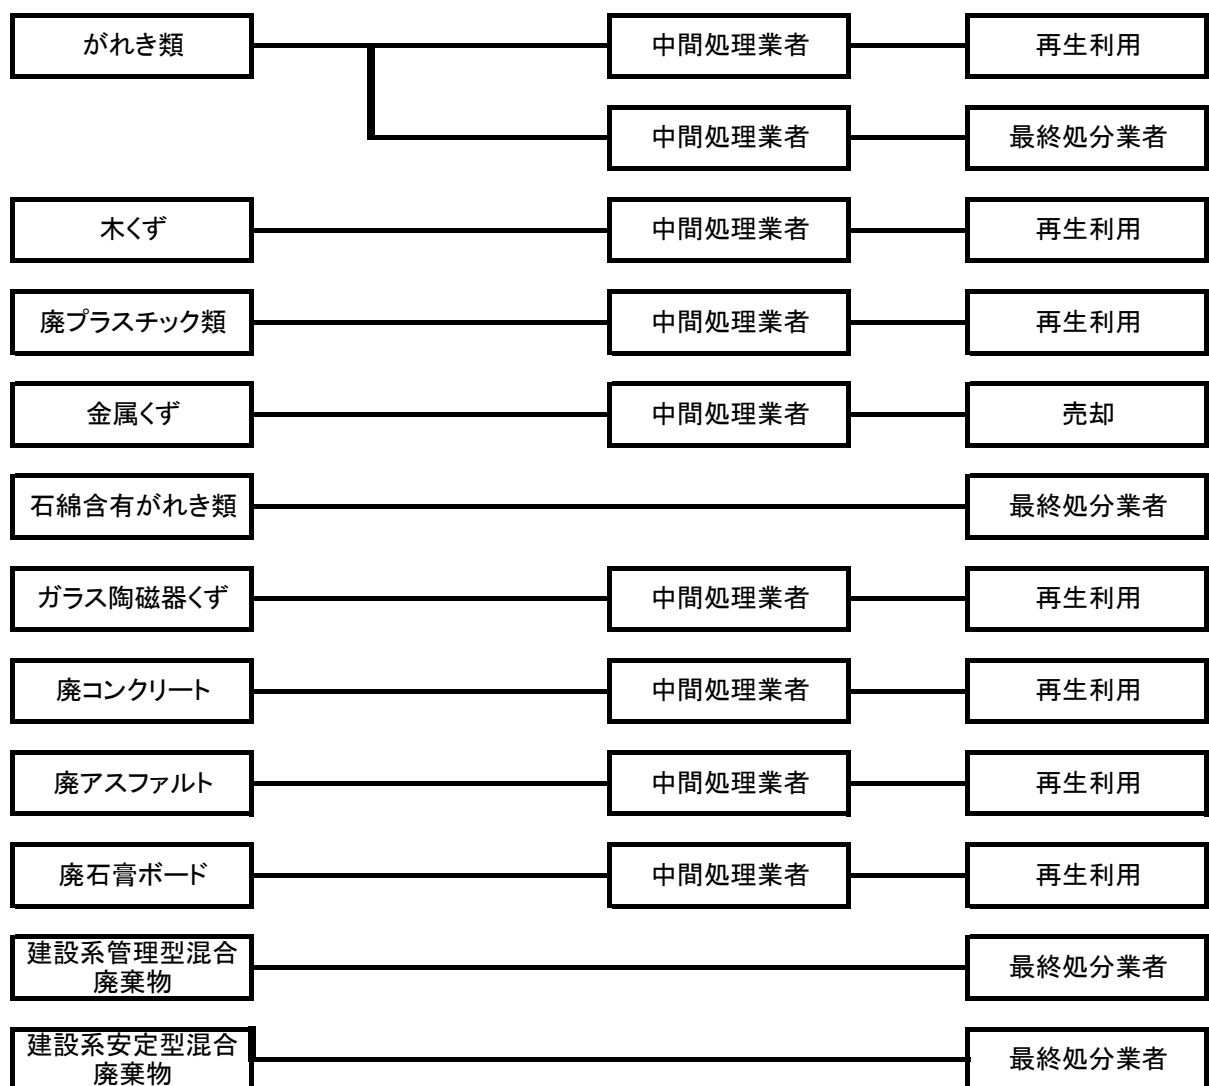 がれき類 中間処理業者 再生利用
中間処理業者 最終処分業者
木くず 中間処理業者 再生利用
廃プラスチック類 中間処理業者 再生利用
金属くず 中間処理業者 売却
石綿含有がれき類 最終処分業者
ガラス陶磁器くず 中間処理業者 再生利用
廃コンクリート 中間処理業者 再生利用
廃アスファルト 中間処理業者 再生利用
廃石膏ボード 中間処理業者 再生利用
建設系管理型混合
廃棄物 最終処分業者
建設系安定型混合
廃棄物 最終処分業者